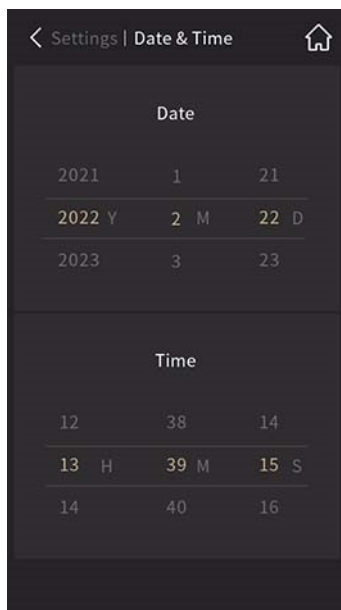 Settings | Date & Time
Date
2021 1 21
2022 Y 2 M 22 D
2023 3 23
Time
12 38 14
13 H 39 M 15 S
14 40 16